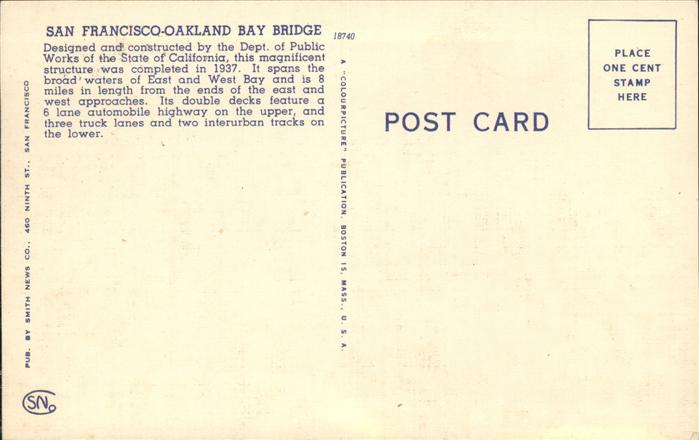 SAN FRANCISCO-OAKLAND BAY BRIDGE
Designed and constructed by the Dept. of Public
Works of the State of California, this magnificent
structure was completed in 1937. It spans the
broad waters of East and West Bay and is 8
miles in length from the ends of the east and
west approaches. Its double decks feature a
6 lane automobile highway on the upper, and
three truck lanes and two interurban tracks on
the lower.
18740
PUB. BY SMITH NEWS CO., 460 NINTH ST., SAN FRANCISCO
SNo
A "COLOURPICTURE" PUBLICATION, BOSTON 15, MASS., U. S. A.
POST CARD
PLACE
ONE CENT
STAMP
HERE